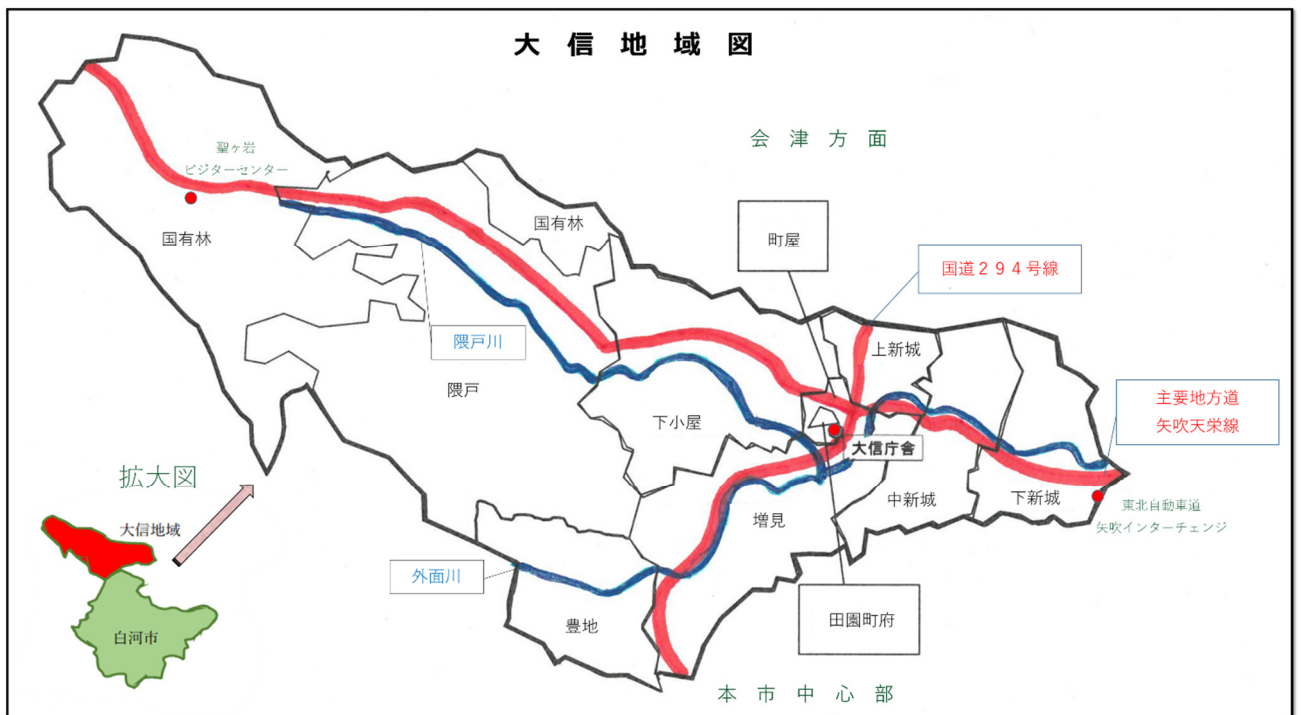 大信地域図
会津方面
聖ヶ岩
ビジターセンター
国有林
国有林
町屋
国道２９４号線
上新城
隈戸川
隈戸
主要地方道
矢吹天栄線
下小屋
大信庁舎
拡大図
大信地域
増見
中新城
下新城
東北自動車道
矢吹インターチェンジ
外面川
豊地
田園町府
白河市
本市中心部